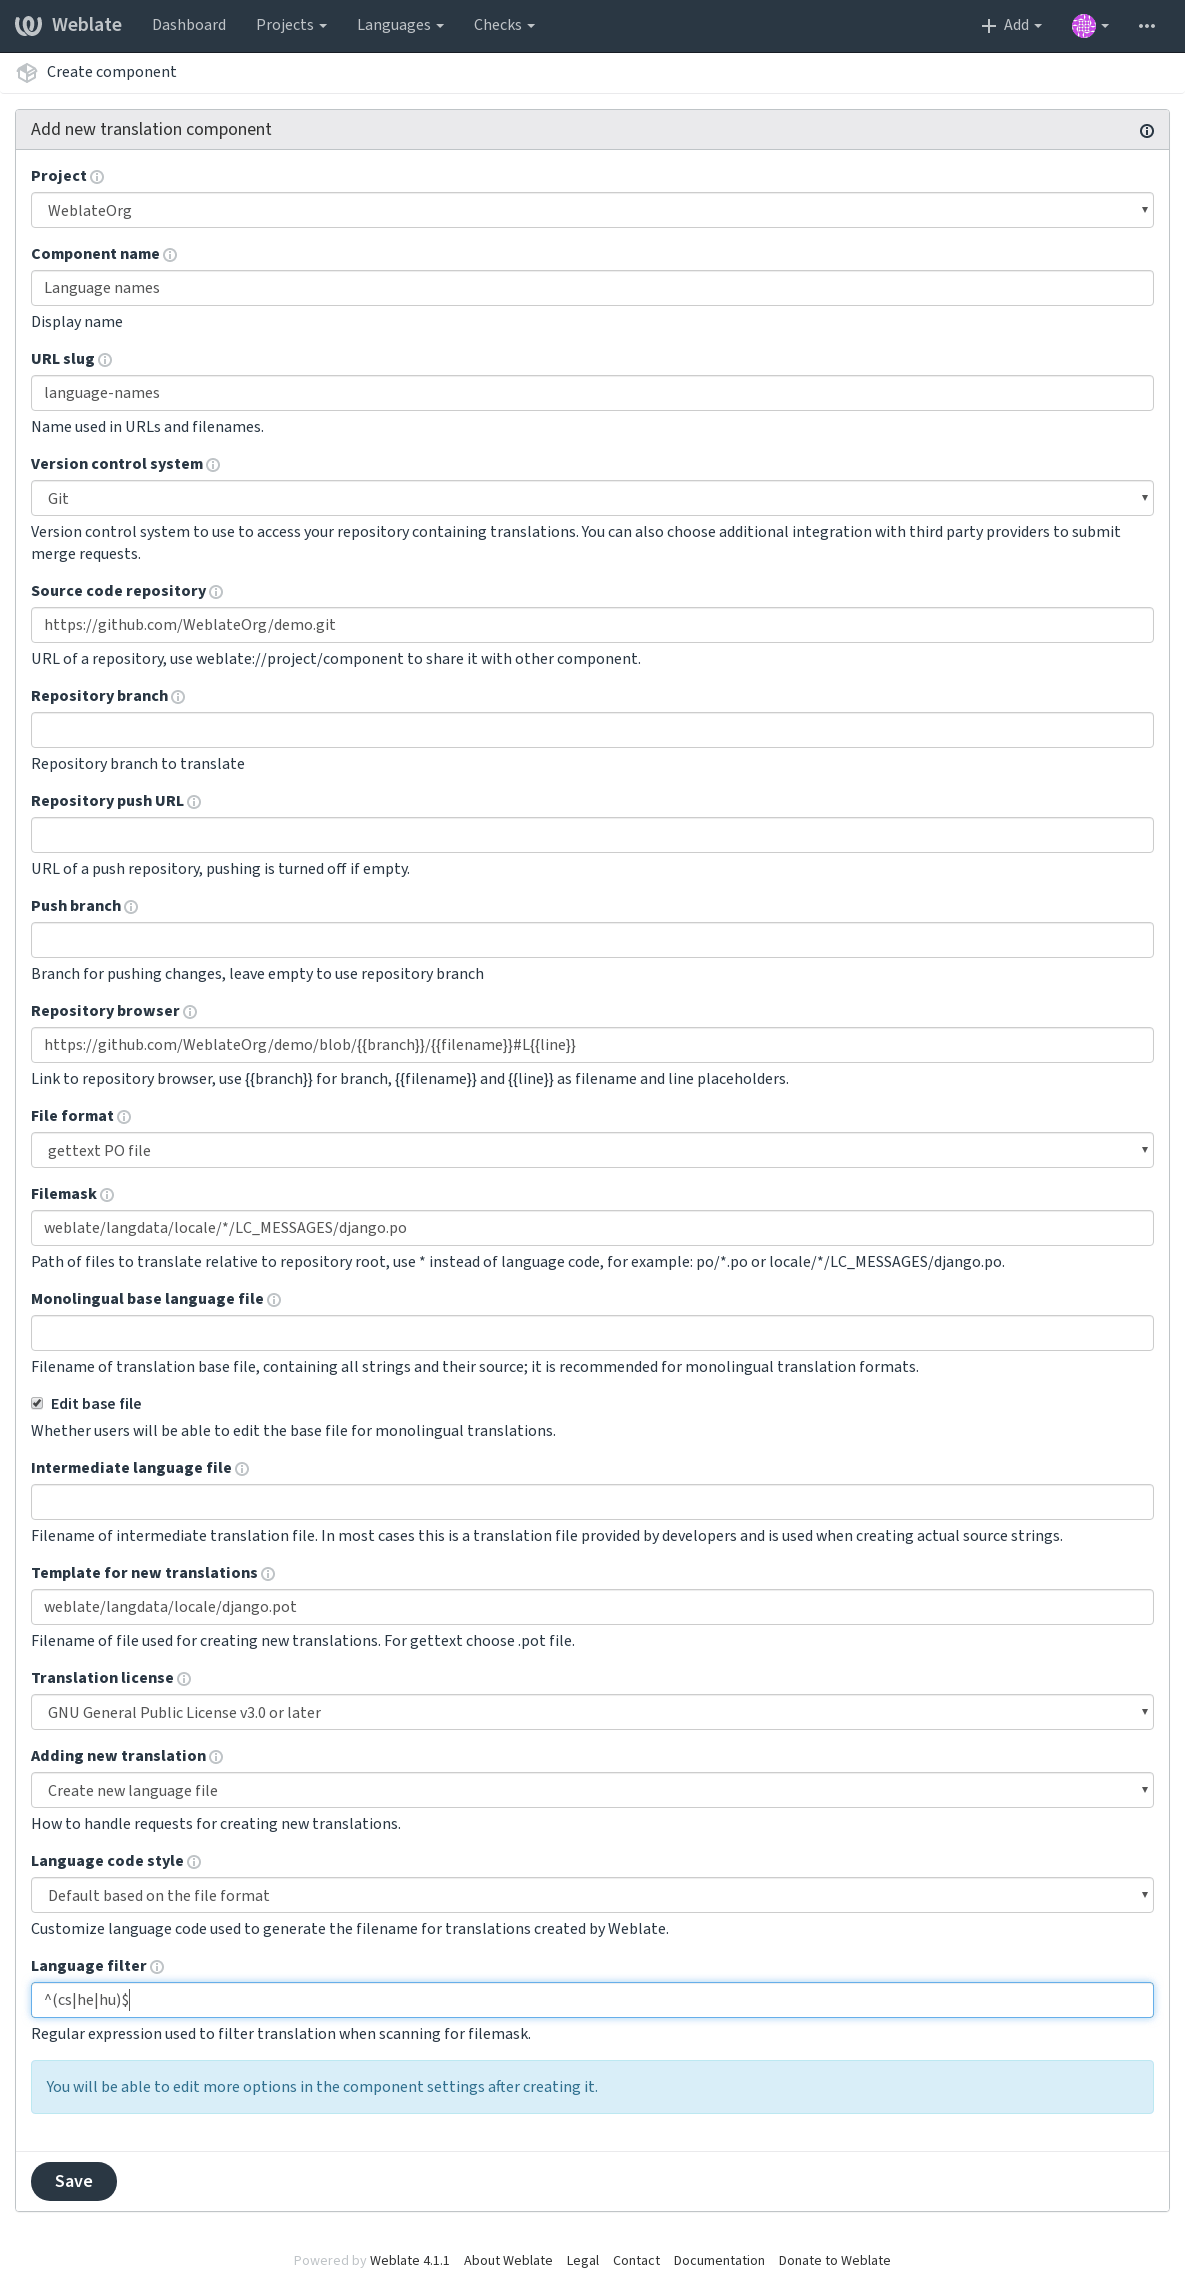 Weblate Dashboard Projects Languages Checks Add
Create component
Add new translation component
Project
WeblateOrg
Component name
Language names
Display name
URL slug
language-names
Name used in URLs and filenames.
Version control system
Git
Version control system to use to access your repository containing translations. You can also choose additional integration with third party providers to submit
merge requests.
Source code repository
https://github.com/WeblateOrg/demo.git
URL of a repository, use weblate://project/component to share it with other component.
Repository branch
Repository branch to translate
Repository push URL
URL of a push repository, pushing is turned off if empty.
Push branch
Branch for pushing changes, leave empty to use repository branch
Repository browser
https://github.com/WeblateOrg/demo/blob/{{branch}}/{{filename}}#L{{line}}
Link to repository browser, use {{branch}} for branch, {{filename}} and {{line}} as filename and line placeholders.
File format
gettext PO file
Filemask
weblate/langdata/locale/*/LC_MESSAGES/django.po
Path of files to translate relative to repository root, use * instead of language code, for example: po/*.po or locale/*/LC_MESSAGES/django.po.
Monolingual base language file
Filename of translation base file, containing all strings and their source; it is recommended for monolingual translation formats.
Edit base file
Whether users will be able to edit the base file for monolingual translations.
Intermediate language file
Filename of intermediate translation file. In most cases this is a translation file provided by developers and is used when creating actual source strings.
Template for new translations
weblate/langdata/locale/django.pot
Filename of file used for creating new translations. For gettext choose .pot file.
Translation license
GNU General Public License v3.0 or later
Adding new translation
Create new language file
How to handle requests for creating new translations.
Language code style
Default based on the file format
Customize language code used to generate the filename for translations created by Weblate.
Language filter
^(cs|he|hu)$
Regular expression used to filter translation when scanning for filemask.
You will be able to edit more options in the component settings after creating it.
Save
Powered by Weblate 4.1.1 About Weblate Legal Contact Documentation Donate to Weblate